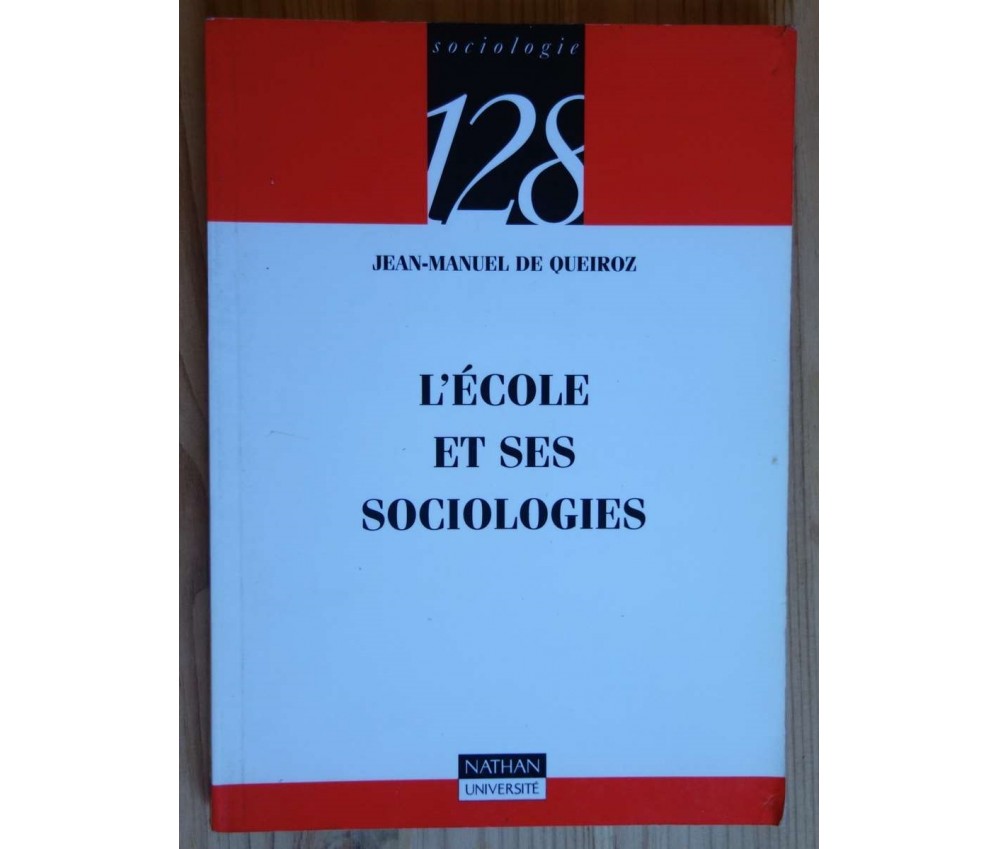 sociologie
128
JEAN-MANUEL DE QUEIROZ
L'ÉCOLE
ET SES
SOCIOLOGIES
NATHAN
UNIVERSITÉ